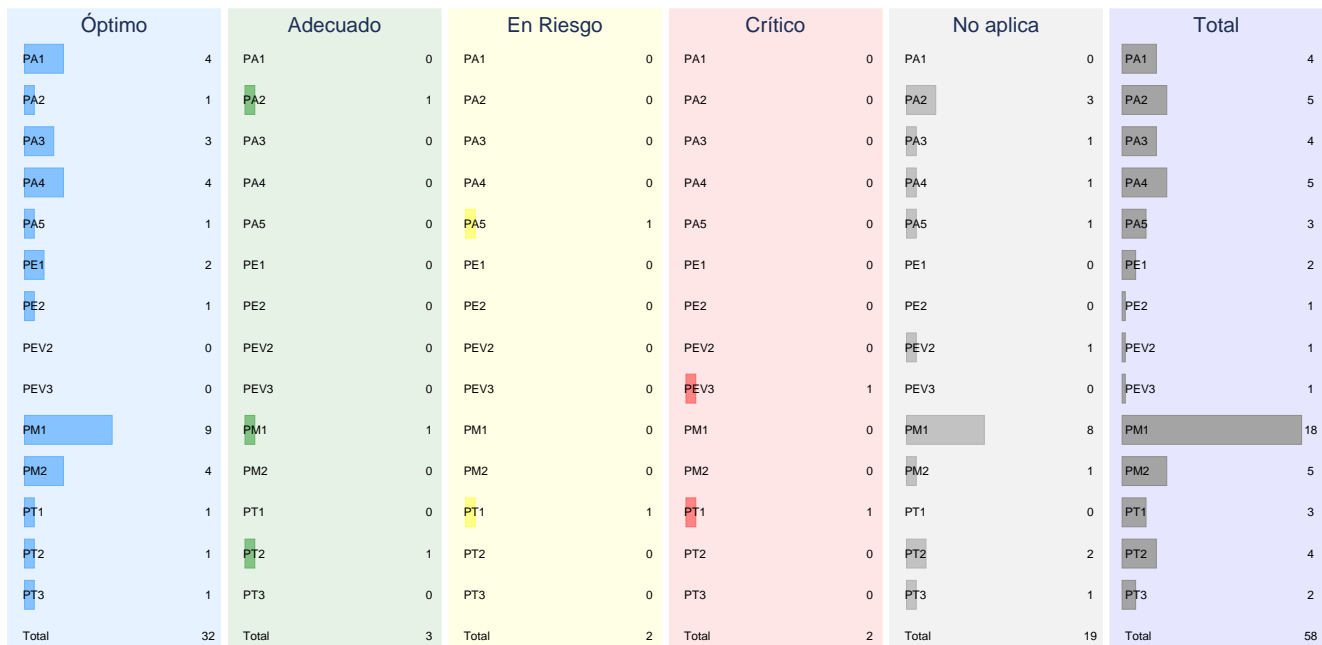 Óptimo Adecuado En Riesgo Crítico No aplica Total
PA1 4 PA1 0 PA1 0 PA1 0 PA1 0 PA1 4
PA2 1 PA2 1 PA2 0 PA2 0 PA2 3 PA2 5
PA3 3 PA3 0 PA3 0 PA3 0 PA3 1 PA3 4
PA4 4 PA4 0 PA4 0 PA4 0 PA4 1 PA4 5
PA5 1 PA5 0 PA5 1 PA5 0 PA5 1 PA5 3
PE1 2 PE1 0 PE1 0 PE1 0 PE1 0 PE1 2
PE2 1 PE2 0 PE2 0 PE2 0 PE2 0 PE2 1
PEV2 0 PEV2 0 PEV2 0 PEV2 0 PEV2 1 PEV2 1
PEV3 0 PEV3 0 PEV3 0 PEV3 1 PEV3 0 PEV3 1
PM1 9 PM1 1 PM1 0 PM1 0 PM1 8 PM1 18
PM2 4 PM2 0 PM2 0 PM2 0 PM2 1 PM2 5
PT1 1 PT1 0 PT1 1 PT1 1 PT1 0 PT1 3
PT2 1 PT2 1 PT2 0 PT2 0 PT2 2 PT2 4
PT3 1 PT3 0 PT3 0 PT3 0 PT3 1 PT3 2
Total 32 Total 3 Total 2 Total 2 Total 19 Total 58